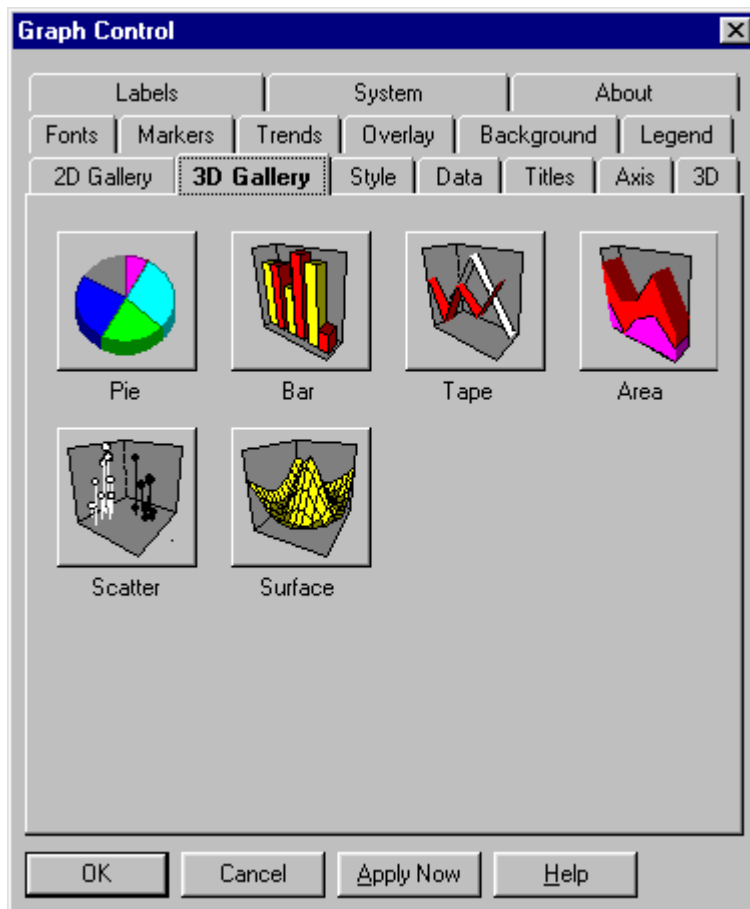 Graph Control
Labels System About
Fonts Markers Trends Overlay Background Legend
2D Gallery 3D Gallery Style Data Titles Axis 3D
Pie Bar Tape Area
Scatter Surface
OK Cancel Apply Now Help